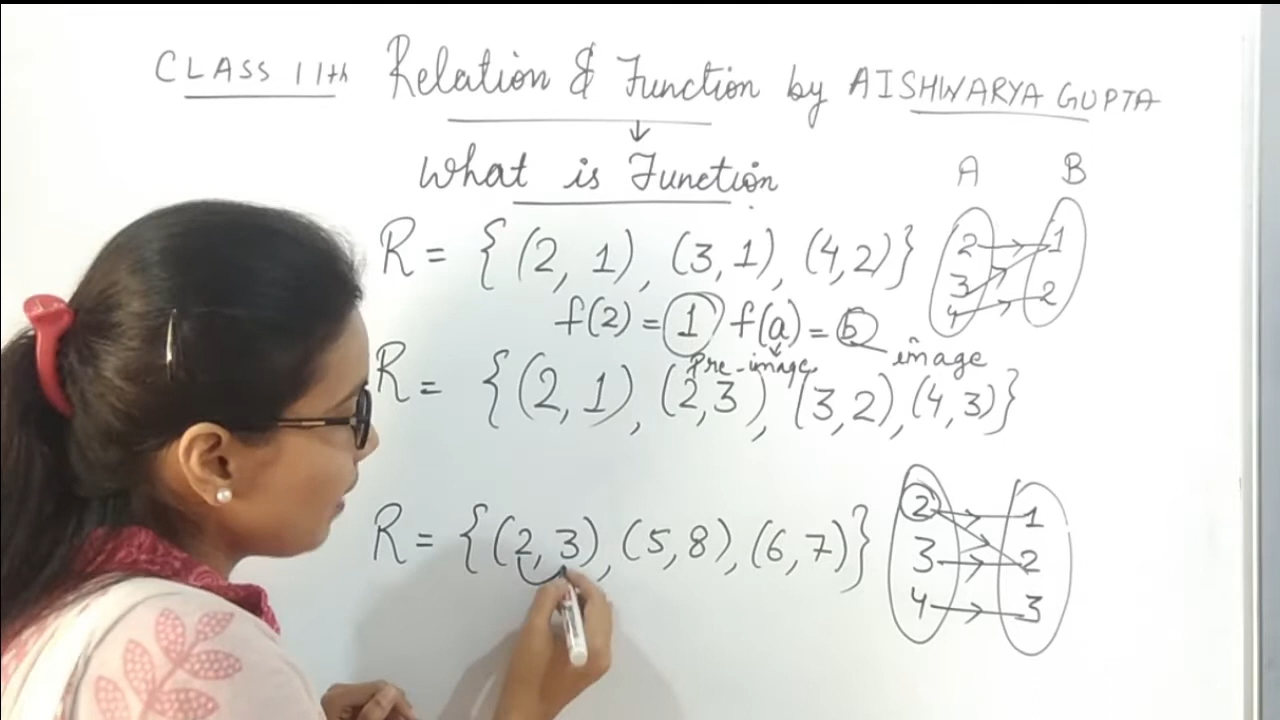 CLASS 11th Relation & Function by AISHWARYA GUPTA
What is Function
A B
R = { (2, 1), (3, 1), (4,2)}
2 1
3 2
4
f(2) = 1 f(a) = b
Pre-image image
R = { (2, 1), (2,3), (3,2), (4,3)}
R = { (2, 3), (5,8), (6,7)}
2 1
3 2
4 3